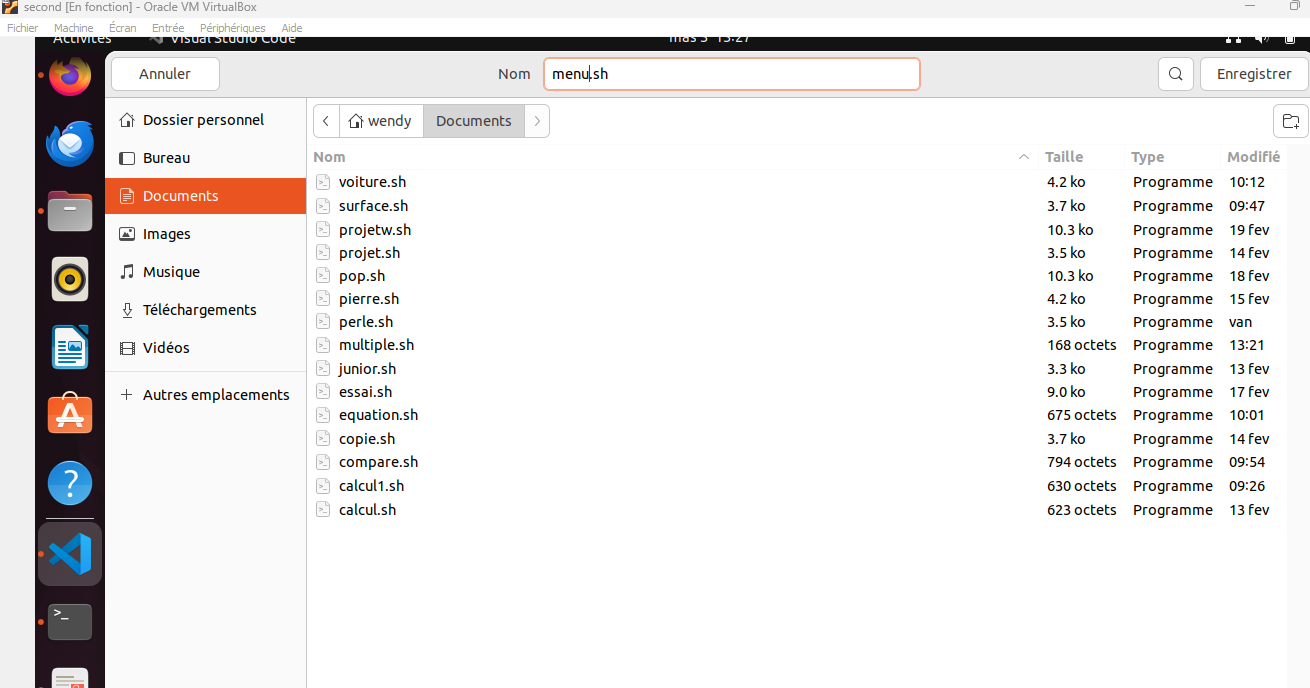 second [En fonction] - Oracle VM VirtualBox
Fichier Machine Écran Entrée Périphériques Aide
Activités Visual Studio Code mas 3 13:27
Annuler Nom menu.sh Enregistrer
Dossier personnel
Bureau
Documents
Images
Musique
Téléchargements
Vidéos
+ Autres emplacements
wendy Documents
Nom Taille Type Modifié
voiture.sh 4.2 ko Programme 10:12
surface.sh 3.7 ko Programme 09:47
projetw.sh 10.3 ko Programme 19 fev
projet.sh 3.5 ko Programme 14 fev
pop.sh 10.3 ko Programme 18 fev
pierre.sh 4.2 ko Programme 15 fev
perle.sh 3.5 ko Programme van
multiple.sh 168 octets Programme 13:21
junior.sh 3.3 ko Programme 13 fev
essai.sh 9.0 ko Programme 17 fev
equation.sh 675 octets Programme 10:01
copie.sh 3.7 ko Programme 14 fev
compare.sh 794 octets Programme 09:54
calcul1.sh 630 octets Programme 09:26
calcul.sh 623 octets Programme 13 fev